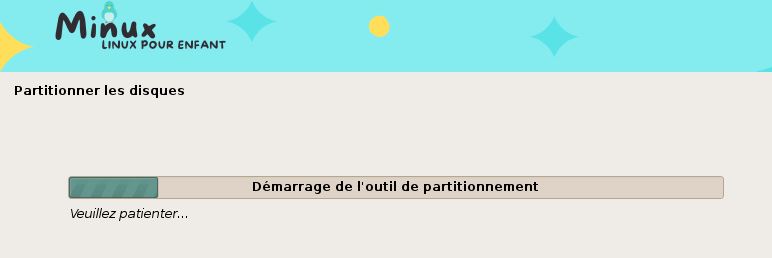 Minux
LINUX POUR ENFANT
Partitionner les disques
Démarrage de l'outil de partitionnement
Veuillez patienter...